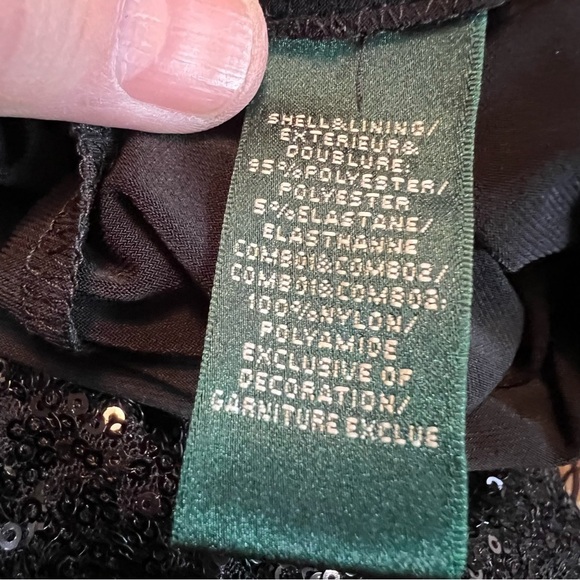 SHELL&LINING/
EXTERIEUR&
DOUBLURE:
95%POLYESTER/
POLYESTER
5%ELASTANE/
ELASTHANNE
COMBO1&COMBO2/
COMBO1&COMBO2:
100%NYLON/
POLYAMIDE
EXCLUSIVE OF
DECORATION/
GARNITURE EXCLUE